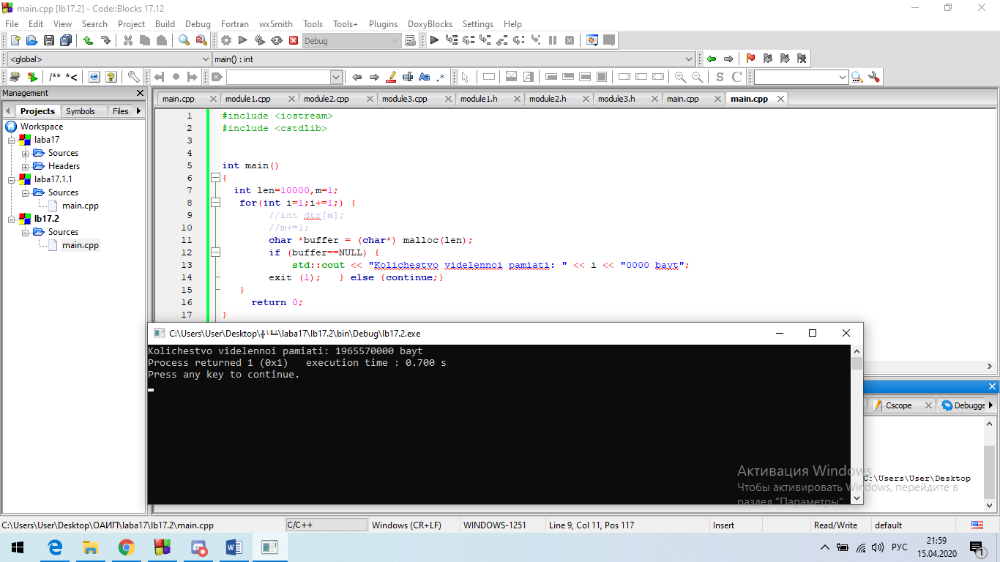 main.cpp [lb17.2] - Code::Blocks 17.12
File Edit View Search Project Build Debug Fortran wxSmith Tools Tools+ Plugins DoxyBlocks Settings Help
Debug
<global> main() : int
/** *< Aa .* S C
Management
Projects Symbols Files
main.cpp module1.cpp module2.cpp module3.cpp module1.h module2.h module3.h main.cpp main.cpp
Workspace
laba17
Sources
Headers
laba17.1.1
Sources
main.cpp
lb17.2
Sources
main.cpp
1 #include <iostream>
2 #include <cstdlib>
3
4
5 int main()
6 {
7 int len=10000,m=1;
8 for(int i=1;i+=1;) {
9 //int dtr[m];
10 //m+=1;
11 char *buffer = (char*) malloc(len);
12 if (buffer==NULL) {
13 std::cout << "Kolichestvo videlennoi pamiati: " << i << "0000 bayt";
14 exit (1); } else {continue;}
15 }
16 return 0;
17 }
C:\Users\User\Desktop\╬└╚╧\laba17\lb17.2\bin\Debug\lb17.2.exe
Kolichestvo videlennoi pamiati: 1965570000 bayt
Process returned 1 (0x1) execution time : 0.700 s
Press any key to continue.
Cscope Debugge
C:\Users\User\Desktop
Активация Windows
Чтобы активировать Windows, перейдите в
раздел "Параметры".
C:\Users\User\Desktop\ОАИП\laba17\lb17.2\main.cpp C/C++ Windows (CR+LF) WINDOWS-1251 Line 9, Col 11, Pos 117 Insert Read/Write default
РУС 21:59
15.04.2020
1